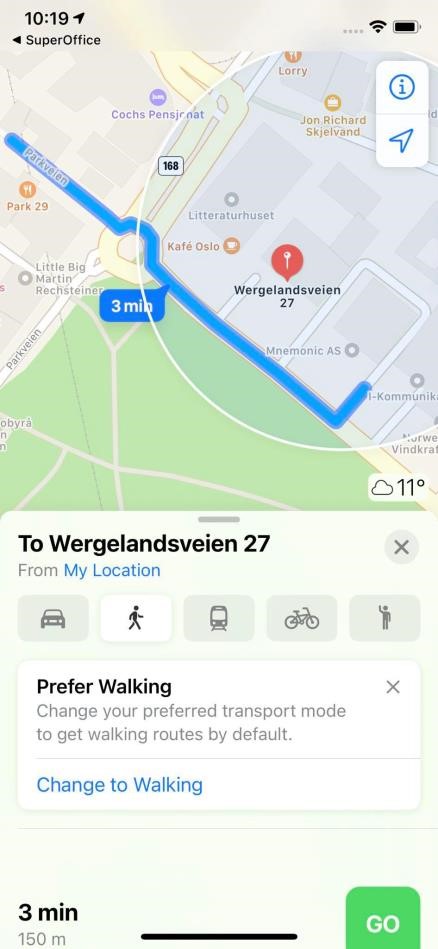 10:19
◀ SuperOffice
Lorry
Cochs Pensjonat
Jon Richard
Skjelvand
Parkveien
168
Park 29
Litteraturhuset
Kafé Oslo
Little Big
Martin
Rechsteiner
Wergelandsveien
27
3 min
Parkveien
Mnemonic AS
I-Kommunika
obyrå
Norwe
Vindkraf
11°
To Wergelandsveien 27
From My Location
Prefer Walking
Change your preferred transport mode
to get walking routes by default.
Change to Walking
3 min
150 m
GO